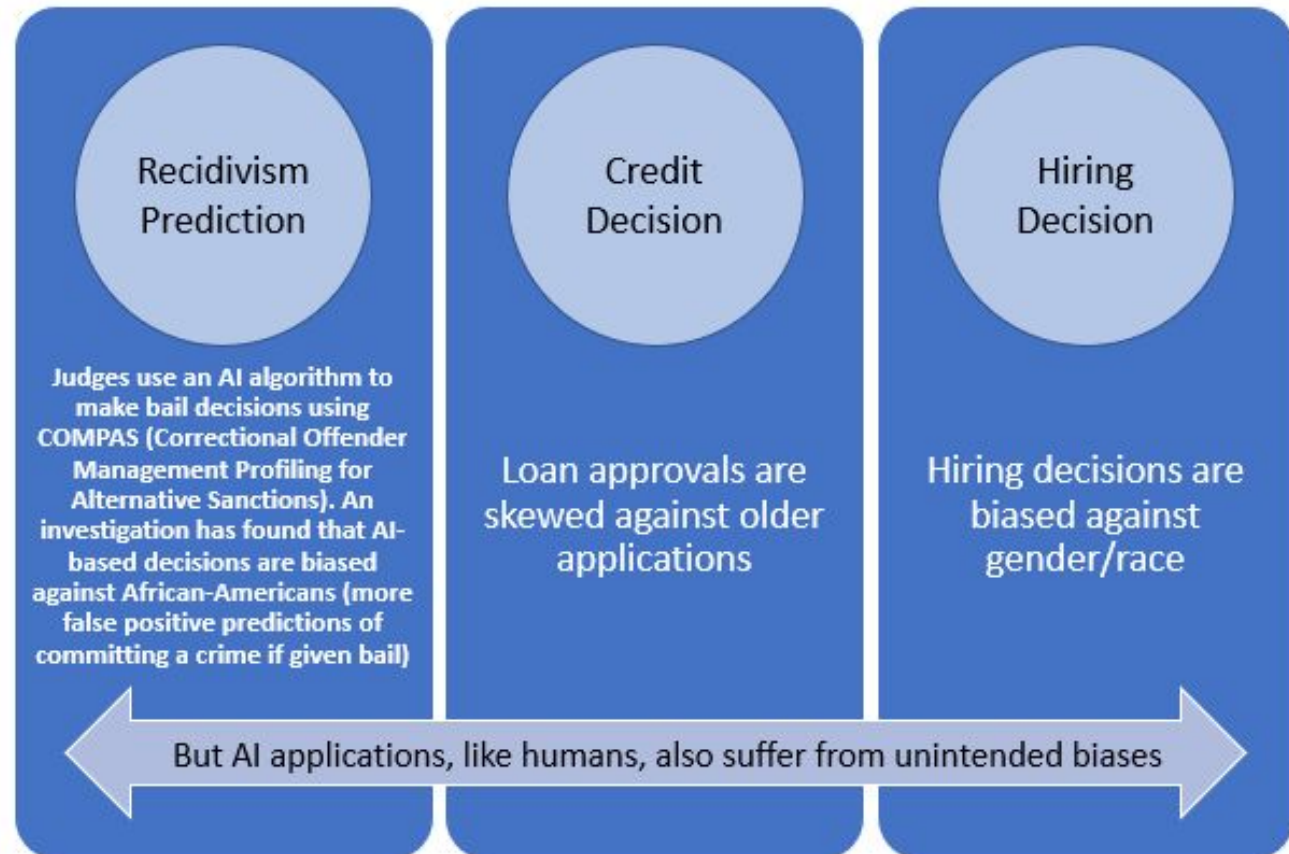 Recidivism
Prediction
Judges use an AI algorithm to
make bail decisions using
COMPAS (Correctional Offender
Management Profiling for
Alternative Sanctions). An
investigation has found that AI-
based decisions are biased
against African-Americans (more
false positive predictions of
committing a crime if given bail)
Credit
Decision
Loan approvals are
skewed against older
applications
Hiring
Decision
Hiring decisions are
biased against
gender/race
But AI applications, like humans, also suffer from unintended biases